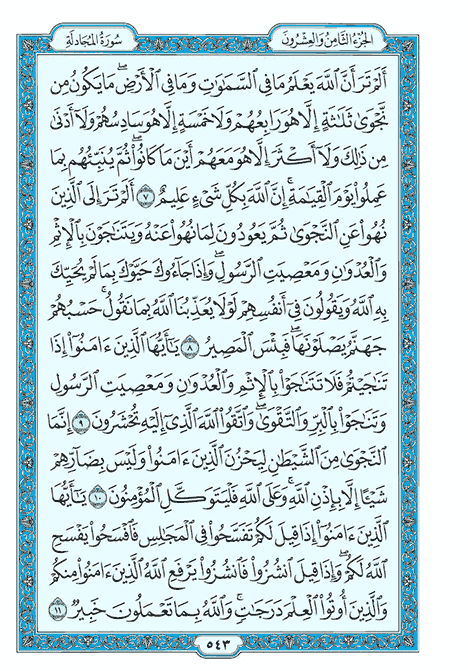 الجزء الثامن والعشرون
سورة المجادلة
أَلَمْ تَرَ أَنَّ ٱللَّهَ يَعْلَمُ مَا فِى ٱلسَّمَٰوَٰتِ وَمَا فِى ٱلْأَرْضِ ۖ مَا يَكُونُ مِن
نَّجْوَىٰ ثَلَٰثَةٍ إِلَّا هُوَ رَابِعُهُمْ وَلَا خَمْسَةٍ إِلَّا هُوَ سَادِسُهُمْ وَلَآ أَدْنَىٰ
مِن ذَٰلِكَ وَلَآ أَكْثَرَ إِلَّا هُوَ مَعَهُمْ أَيْنَ مَا كَانُوا۟ ۖ ثُمَّ يُنَبِّئُهُم بِمَا
عَمِلُوا۟ يَوْمَ ٱلْقِيَٰمَةِ ۚ إِنَّ ٱللَّهَ بِكُلِّ شَىْءٍ عَلِيمٌ ٧ أَلَمْ تَرَ إِلَى ٱلَّذِينَ
نُهُوا۟ عَنِ ٱلنَّجْوَىٰ ثُمَّ يَعُودُونَ لِمَا نُهُوا۟ عَنْهُ وَيَتَنَٰجَوْنَ بِٱلْإِثْمِ
وَٱلْعُدْوَٰنِ وَمَعْصِيَتِ ٱلرَّسُولِ ۖ وَإِذَا جَآءُوكَ حَيَّوْكَ بِمَا لَمْ يُحَيِّكَ
بِهِ ٱللَّهُ وَيَقُولُونَ فِىٓ أَنفُسِهِمْ لَوْلَا يُعَذِّبُنَا ٱللَّهُ بِمَا نَقُولُ ۚ حَسْبُهُمْ
جَهَنَّمُ يَصْلَوْنَهَا ۖ فَبِئْسَ ٱلْمَصِيرُ ٨ يَٰٓأَيُّهَا ٱلَّذِينَ ءَامَنُوٓا۟ إِذَا
تَنَٰجَيْتُمْ فَلَا تَتَنَٰجَوْا۟ بِٱلْإِثْمِ وَٱلْعُدْوَٰنِ وَمَعْصِيَتِ ٱلرَّسُولِ
وَتَنَٰجَوْا۟ بِٱلْبِرِّ وَٱلتَّقْوَىٰ ۖ وَٱتَّقُوا۟ ٱللَّهَ ٱلَّذِىٓ إِلَيْهِ تُحْشَرُونَ ٩ إِنَّمَا
ٱلنَّجْوَىٰ مِنَ ٱلشَّيْطَٰنِ لِيَحْزُنَ ٱلَّذِينَ ءَامَنُوا۟ وَلَيْسَ بِضَآرِّهِمْ
شَيْـًٔا إِلَّا بِإِذْنِ ٱللَّهِ ۚ وَعَلَى ٱللَّهِ فَلْيَتَوَكَّلِ ٱلْمُؤْمِنُونَ ١٠ يَٰٓأَيُّهَا
ٱلَّذِينَ ءَامَنُوٓا۟ إِذَا قِيلَ لَكُمْ تَفَسَّحُوا۟ فِى ٱلْمَجَٰلِسِ فَٱفْسَحُوا۟ يَفْسَحِ
ٱللَّهُ لَكُمْ ۖ وَإِذَا قِيلَ ٱنشُزُوا۟ فَٱنشُزُوا۟ يَرْفَعِ ٱللَّهُ ٱلَّذِينَ ءَامَنُوا۟ مِنكُمْ
وَٱلَّذِينَ أُوتُوا۟ ٱلْعِلْمَ دَرَجَٰتٍ ۚ وَٱللَّهُ بِمَا تَعْمَلُونَ خَبِيرٌ ١١
٥٤٣